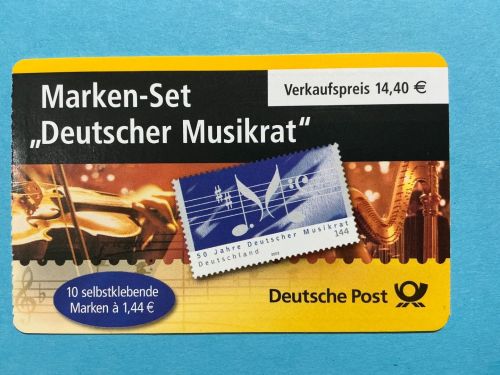 Marken-Set
„Deutscher Musikrat“
Verkaufspreis 14,40 €
50 Jahre Deutscher Musikrat
Deutschland
144
10 selbstklebende
Marken à 1,44 €
Deutsche Post